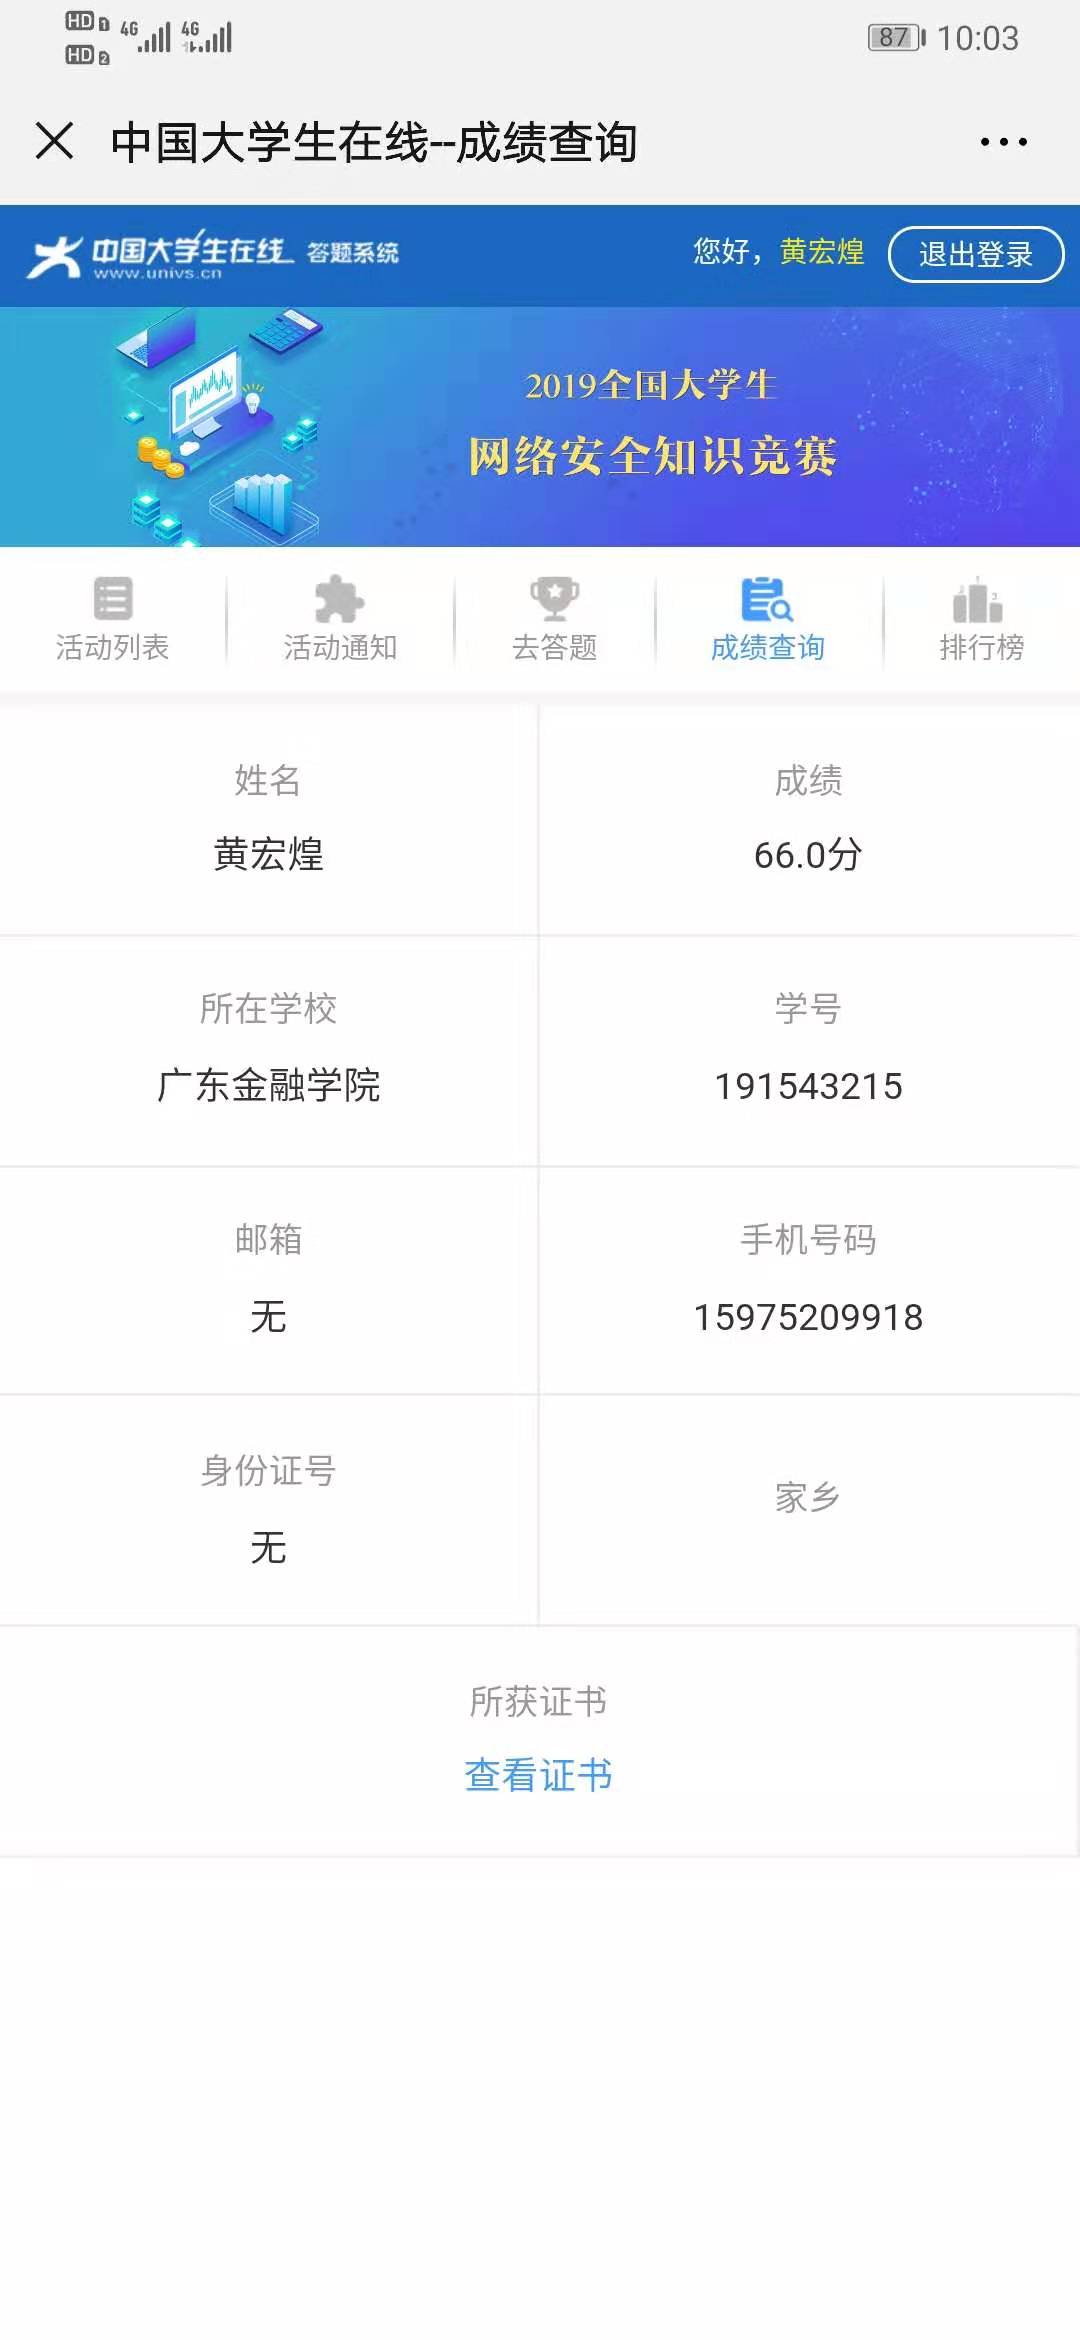 HD 1 4G 4G
HD 2
87 10:03
中国大学生在线--成绩查询
中国大学生在线 答题系统
www.univs.cn
您好，黄宏煌 退出登录
2019全国大学生
网络安全知识竞赛
活动列表 活动通知 去答题 成绩查询 排行榜
姓名 成绩
黄宏煌 66.0分
所在学校 学号
广东金融学院 191543215
邮箱 手机号码
无 15975209918
身份证号 家乡
无
所获证书
查看证书